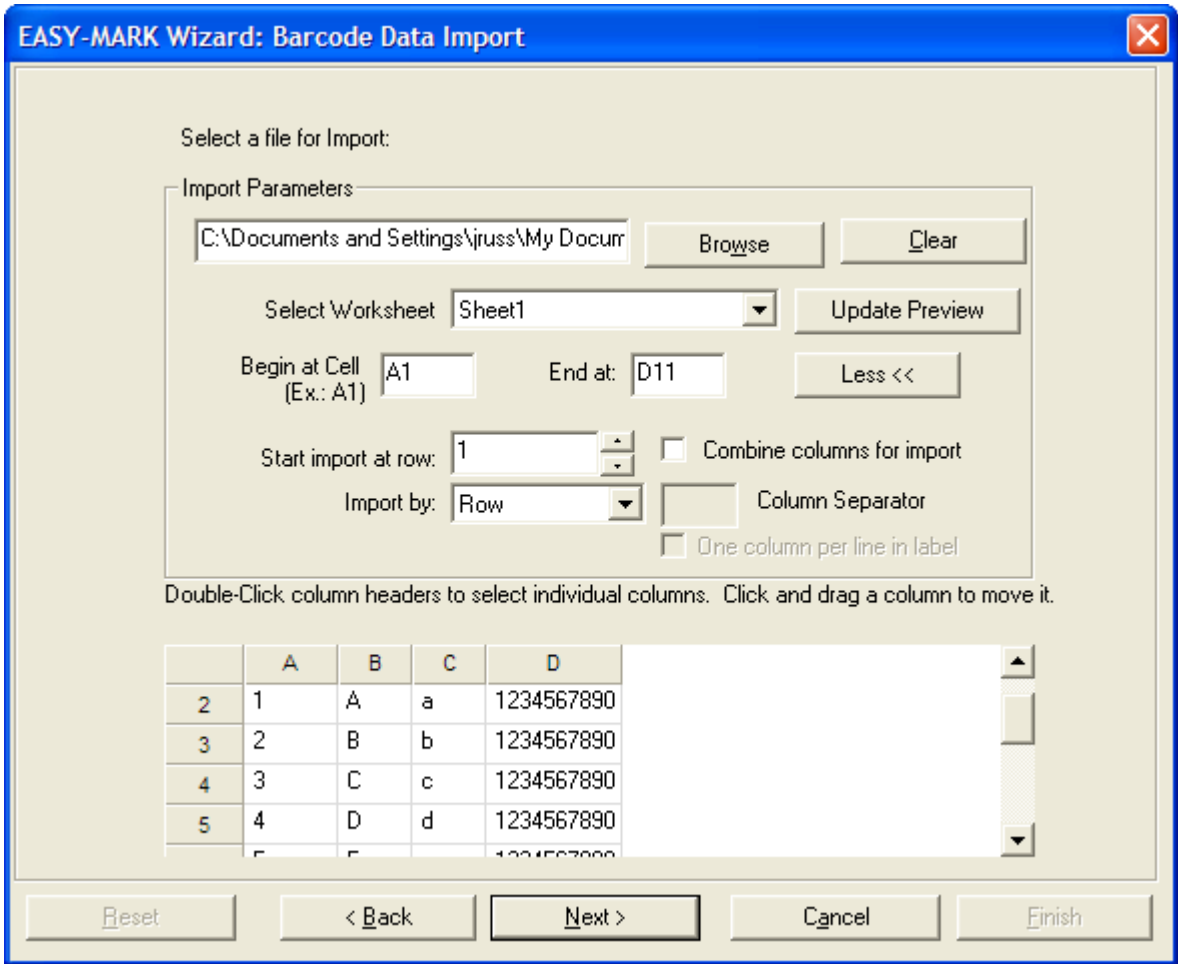 EASY-MARK Wizard: Barcode Data Import
Select a file for Import:
Import Parameters
C:\Documents and Settings\jruss\My Docum
Browse
Clear
Select Worksheet
Sheet1
Update Preview
Begin at Cell
(Ex.: A1)
A1
End at:
D11
Less <<
Start import at row:
1
Combine columns for import
Import by:
Row
Column Separator
One column per line in label
Double-Click column headers to select individual columns.  Click and drag a column to move it.
A B C D
2 1 A a 1234567890
3 2 B b 1234567890
4 3 C c 1234567890
5 4 D d 1234567890
Reset
< Back
Next >
Cancel
Finish